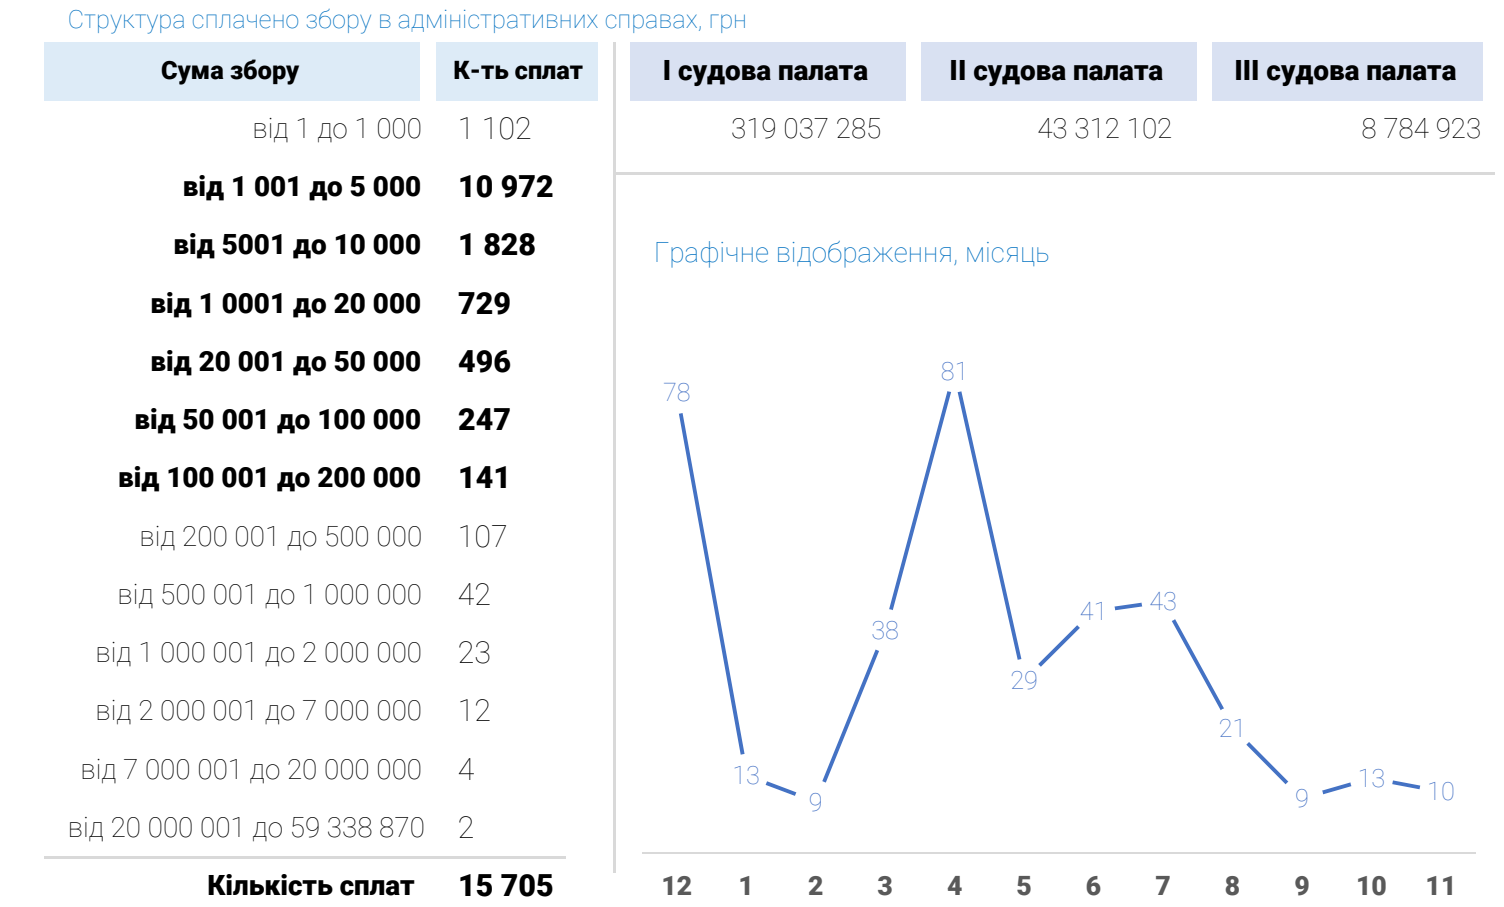 Структура сплачено збору в адміністративних справах, грн
Сума збору К-ть сплат
від 1 до 1 000 1 102
від 1 001 до 5 000 10 972
від 5001 до 10 000 1 828
від 1 0001 до 20 000 729
від 20 001 до 50 000 496
від 50 001 до 100 000 247
від 100 001 до 200 000 141
від 200 001 до 500 000 107
від 500 001 до 1 000 000 42
від 1 000 001 до 2 000 000 23
від 2 000 001 до 7 000 000 12
від 7 000 001 до 20 000 000 4
від 20 000 001 до 59 338 870 2
Кількість сплат 15 705
І судова палата ІІ судова палата ІІІ судова палата
319 037 285 43 312 102 8 784 923
Графічне відображення, місяць
78 13 9 38 81 29 41 43 21 9 13 10
12 1 2 3 4 5 6 7 8 9 10 11